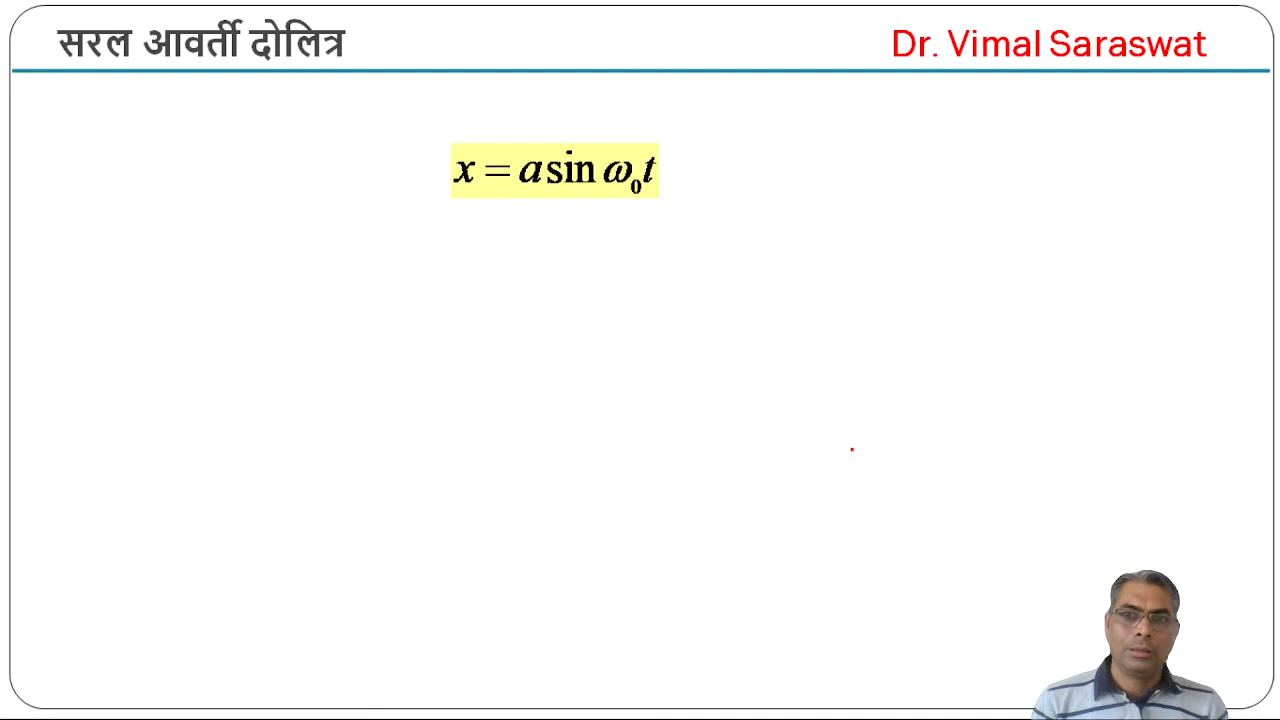 सरल आवर्ती दोलित्र
Dr. Vimal Saraswat
x = a sin ω₀t